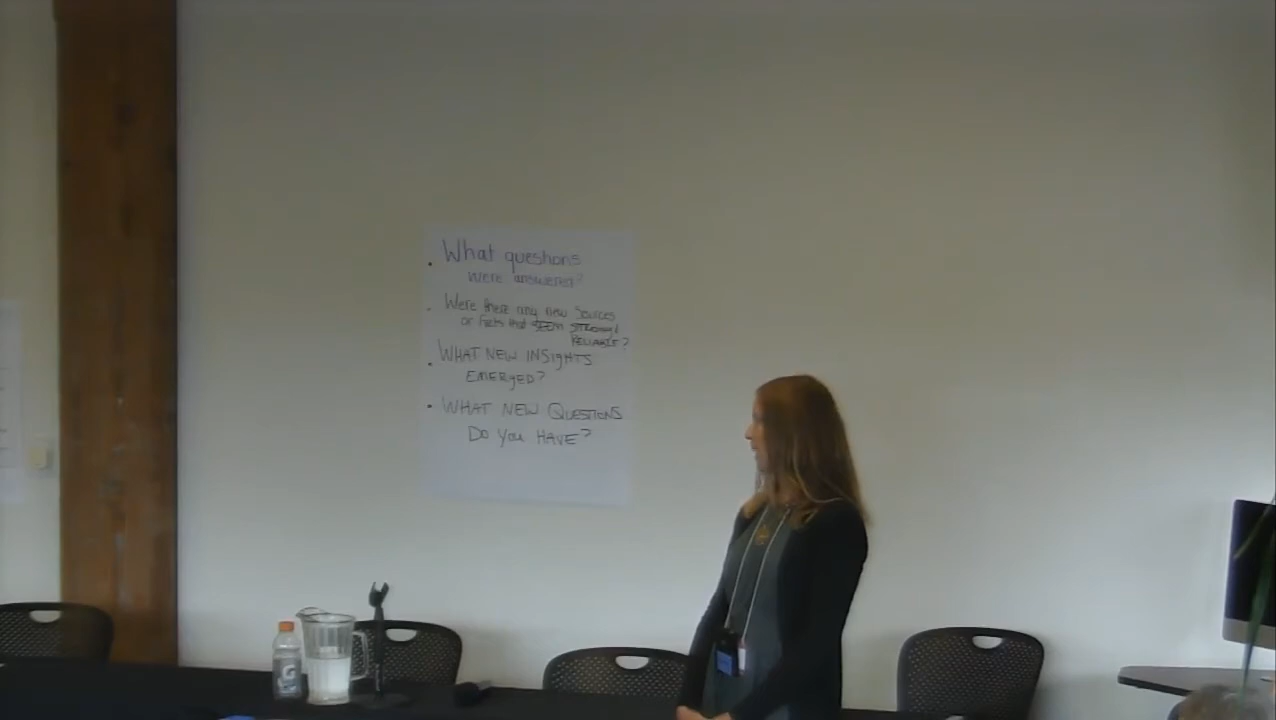 • What questions
were answered?
• Were there any new Sources
or facts that SEEM STRONGLY
RELIABLE?
• WHAT NEW INSIGHTS
EMERGED?
• WHAT NEW QUESTIONS
DO YOU HAVE?
G